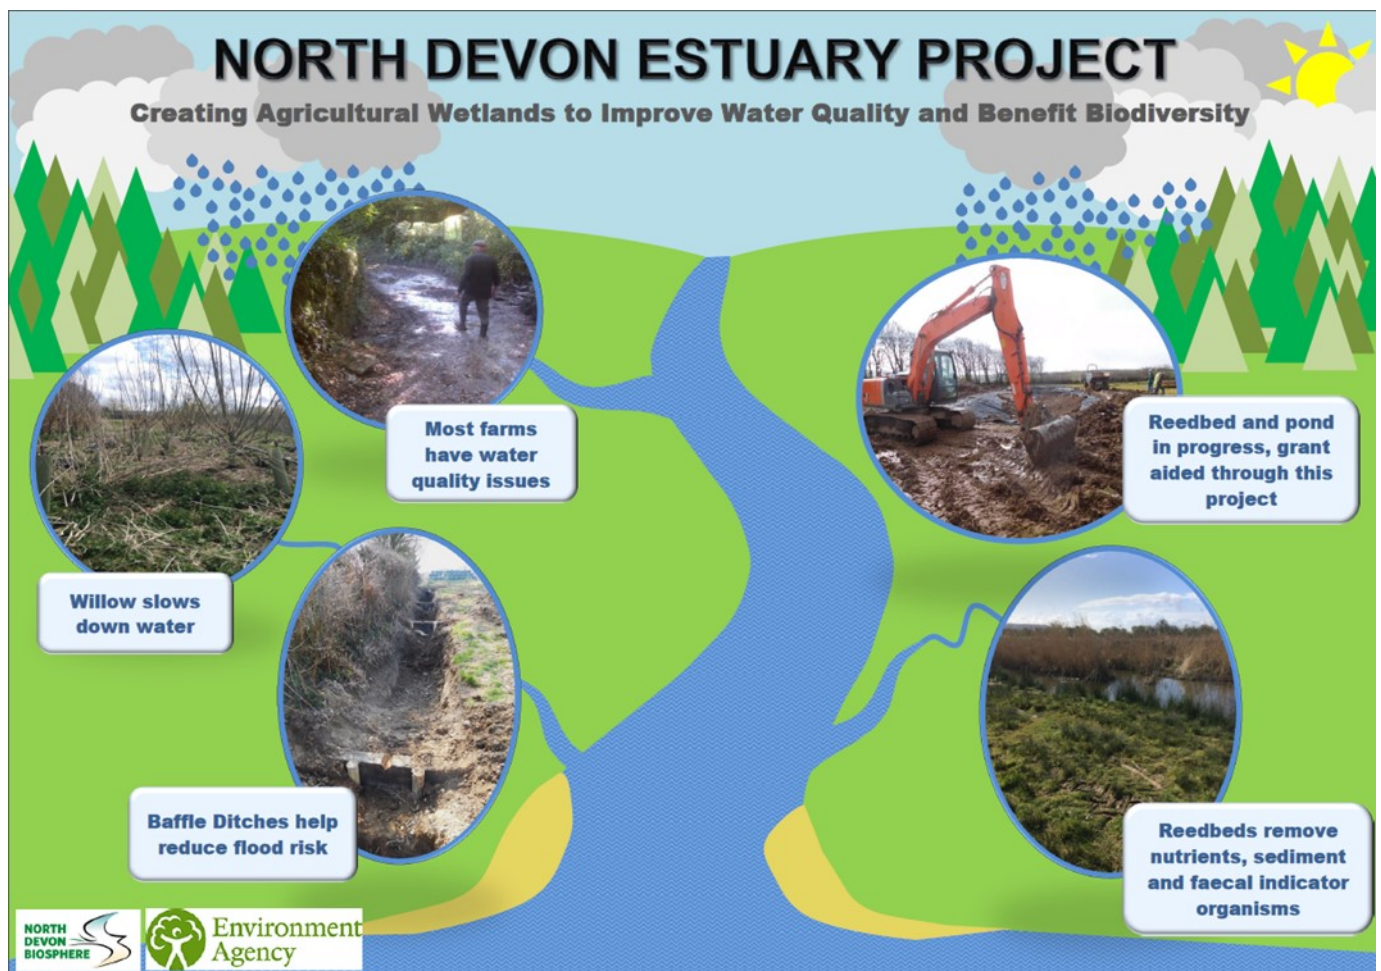 NORTH DEVON ESTUARY PROJECT
Creating Agricultural Wetlands to Improve Water Quality and Benefit Biodiversity
Most farms
have water
quality issues
Reedbed and pond
in progress, grant
aided through this
project
Willow slows
down water
Baffle Ditches help
reduce flood risk
Reedbeds remove
nutrients, sediment
and faecal indicator
organisms
NORTH
DEVON
BIOSPHERE
Environment
Agency